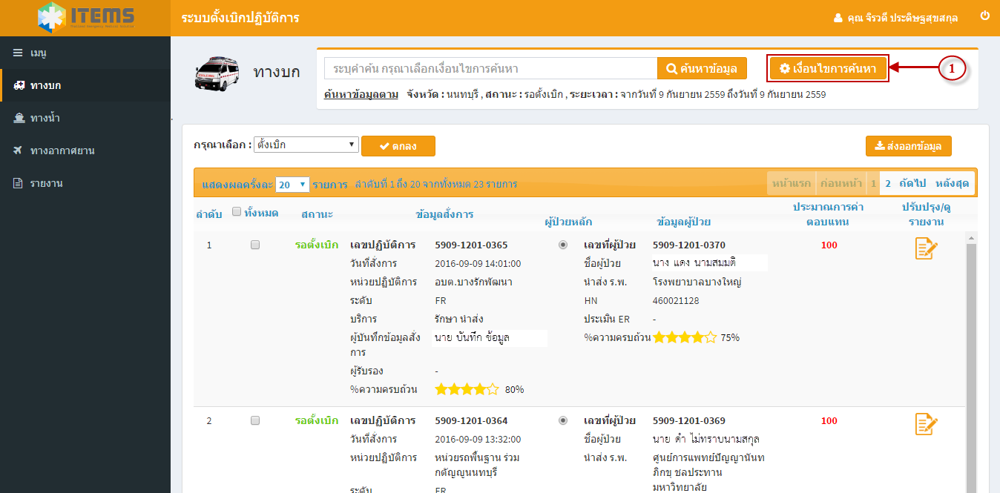 ITEMS
ระบบตั้งเบิกปฏิบัติการ
คุณ จิรวดี ประดิษฐสุขสกุล
เมนู
ทางบก
ทางน้ำ
ทางอากาศยาน
รายงาน
ทางบก
ระบุคำค้น กรุณาเลือกเงื่อนไขการค้นหา
ค้นหาข้อมูล
เงื่อนไขการค้นหา
1
ค้นหาข้อมูลตาม จังหวัด : นนทบุรี , สถานะ : รอตั้งเบิก , ระยะเวลา : จากวันที่ 9 กันยายน 2559 ถึงวันที่ 9 กันยายน 2559
กรุณาเลือก : ตั้งเบิก
ตกลง
ส่งออกข้อมูล
แสดงผลครั้งละ 20 รายการ ลำดับที่ 1 ถึง 20 จากทั้งหมด 23 รายการ
หน้าแรก ก่อนหน้า 1 2 ถัดไป หลังสุด
ลำดับ ทั้งหมด สถานะ ข้อมูลสั่งการ ผู้ป่วยหลัก ข้อมูลผู้ป่วย ประมาณการค่า ปรับปรุง/ดู
ตอบแทน รายงาน
1 รอตั้งเบิก เลขปฏิบัติการ 5909-1201-0365 เลขที่ผู้ป่วย 5909-1201-0370 100
วันที่สั่งการ 2016-09-09 14:01:00 ชื่อผู้ป่วย นาง แดง นามสมมติ
หน่วยปฏิบัติการ อบต.บางรักพัฒนา นำส่ง ร.พ. โรงพยาบาลบางใหญ่
ระดับ FR HN 460021128
บริการ รักษา นำส่ง ประเมิน ER -
ผู้บันทึกข้อมูลสั่ง นาย บันทึก ข้อมูล %ความครบถ้วน 75%
การ
ผู้รับรอง -
%ความครบถ้วน 80%
2 รอตั้งเบิก เลขปฏิบัติการ 5909-1201-0364 เลขที่ผู้ป่วย 5909-1201-0369 100
วันที่สั่งการ 2016-09-09 13:32:00 ชื่อผู้ป่วย นาย ดำ ไม่ทราบนามสกุล
หน่วยปฏิบัติการ หน่วยรถพื้นฐาน ร่วม นำส่ง ร.พ. ศูนย์การแพทย์ปัญญานันท
กตัญญูนนทบุรี ภิกขุ ชลประทาน
ระดับ FR มหาวิทยาลัย